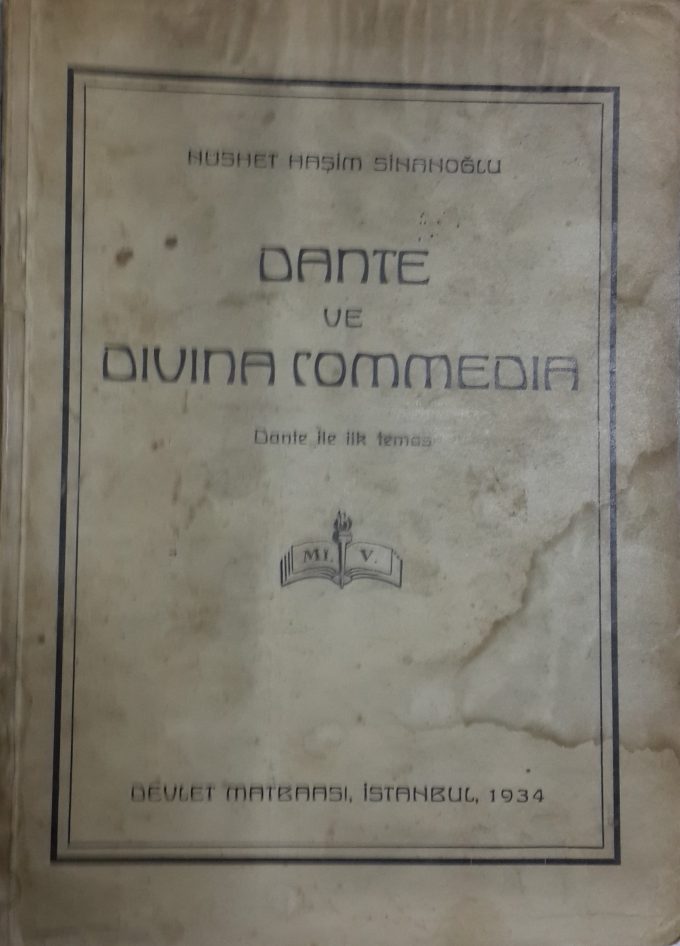 NUSHET HAŞİM SİNANOĞLU
DANTE
VE
DIVINA COMMEDIA
Dante ile ilk temas
MI. V.
DEVLET MATBAASI, İSTANBUL, 1934